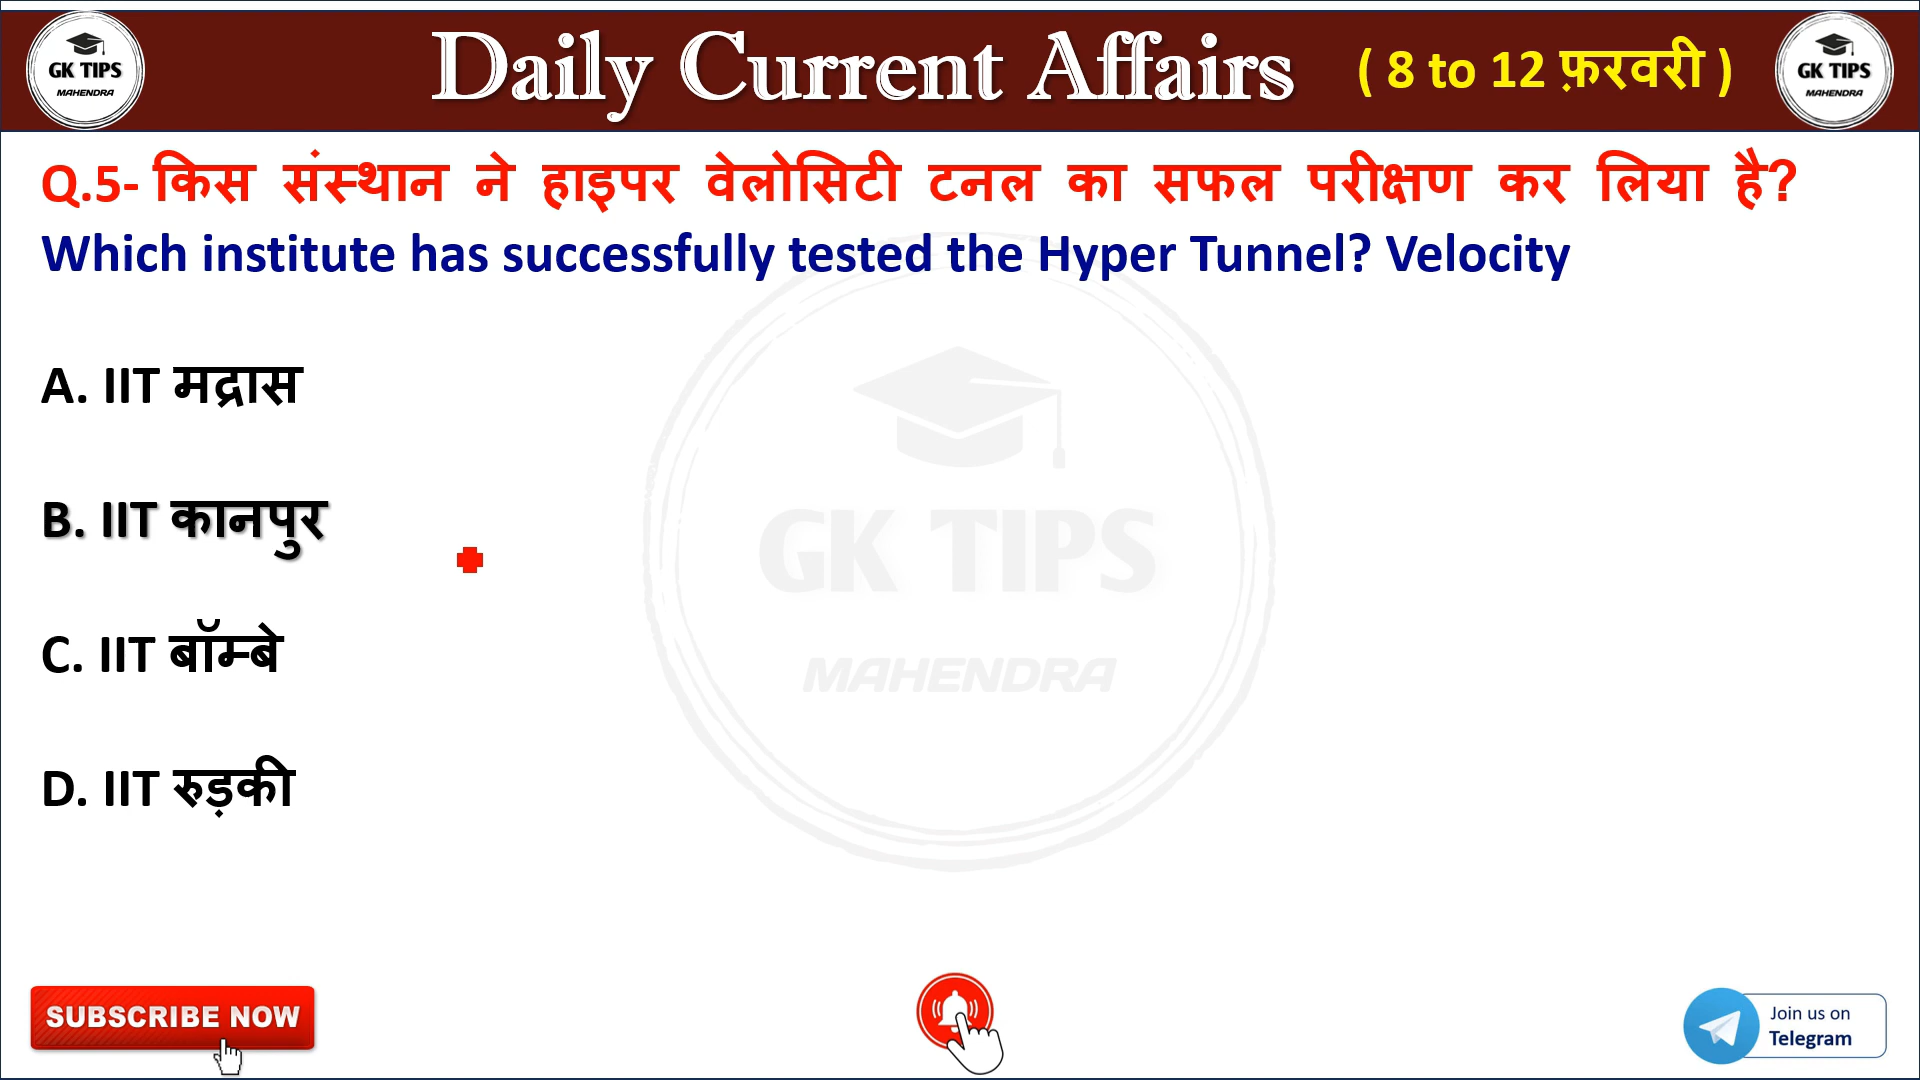 GK TIPS
MAHENDRA
Daily Current Affairs
( 8 to 12 फ़रवरी )
GK TIPS
MAHENDRA
Q.5- किस संस्थान ने हाइपर वेलोसिटी टनल का सफल परीक्षण कर लिया है?
Which institute has successfully tested the Hyper Tunnel? Velocity
A. IIT मद्रास
B. IIT कानपुर
C. IIT बॉम्बे
D. IIT रुड़की
GK TIPS
MAHENDRA
SUBSCRIBE NOW
Join us on
Telegram